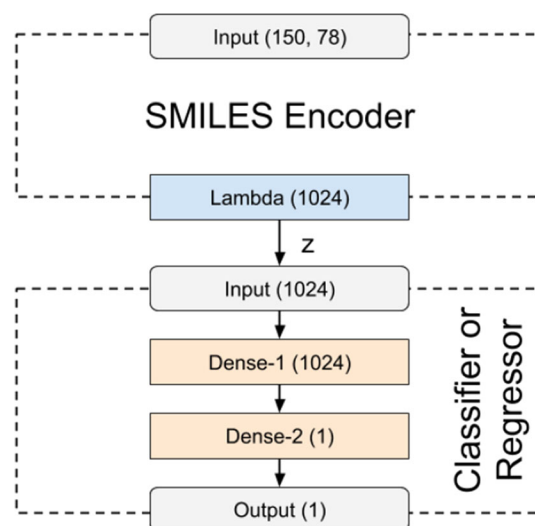 Input (150, 78)
SMILES Encoder
Lambda (1024)
z
Input (1024)
Dense-1 (1024)
Dense-2 (1)
Output (1)
Classifier or
Regressor